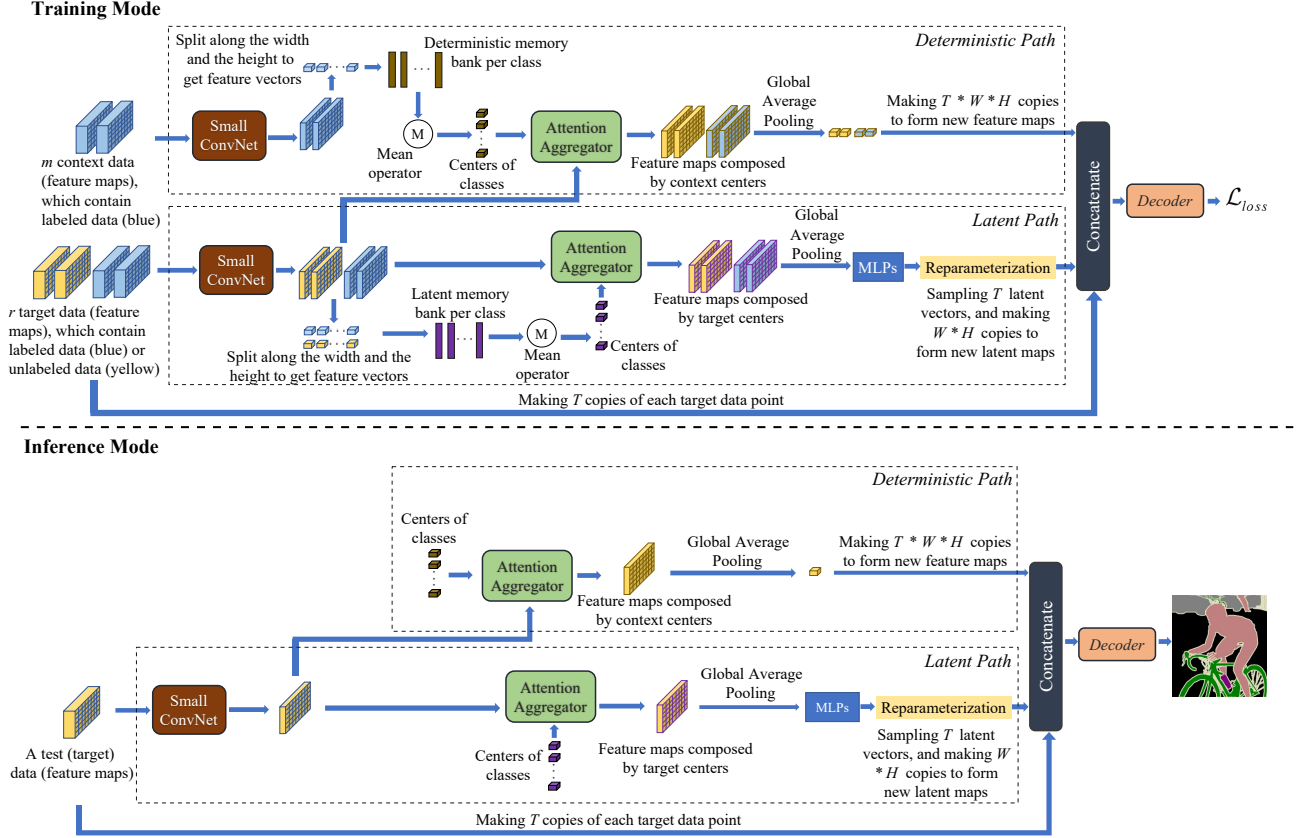 Training Mode
Deterministic Path
Split along the width
and the height to
get feature vectors
Deterministic memory
bank per class
Small
ConvNet
M
Mean
operator
Centers of
classes
Attention
Aggregator
Feature maps composed
by context centers
Global
Average
Pooling
Making T * W * H copies
to form new feature maps
m context data
(feature maps),
which contain
labeled data (blue)
Concatenate
Decoder
ℒloss
Latent Path
Small
ConvNet
Attention
Aggregator
Feature maps composed
by target centers
Global
Average
Pooling
MLPs
Reparameterization
Sampling T latent
vectors, and making
W * H copies to
form new latent maps
r target data (feature
maps), which contain
labeled data (blue) or
unlabeled data (yellow)
Latent memory
bank per class
Split along the width and the
height to get feature vectors
M
Mean
operator
Centers of
classes
Making T copies of each target data point
Inference Mode
Deterministic Path
Centers of
classes
Attention
Aggregator
Feature maps composed
by context centers
Global Average
Pooling
Making T * W * H copies
to form new feature maps
Concatenate
Decoder
Latent Path
A test (target)
data (feature maps)
Small
ConvNet
Attention
Aggregator
Centers of
classes
Feature maps composed
by target centers
Global Average
Pooling
MLPs
Reparameterization
Sampling T latent
vectors, and making W
* H copies to form
new latent maps
Making T copies of each target data point